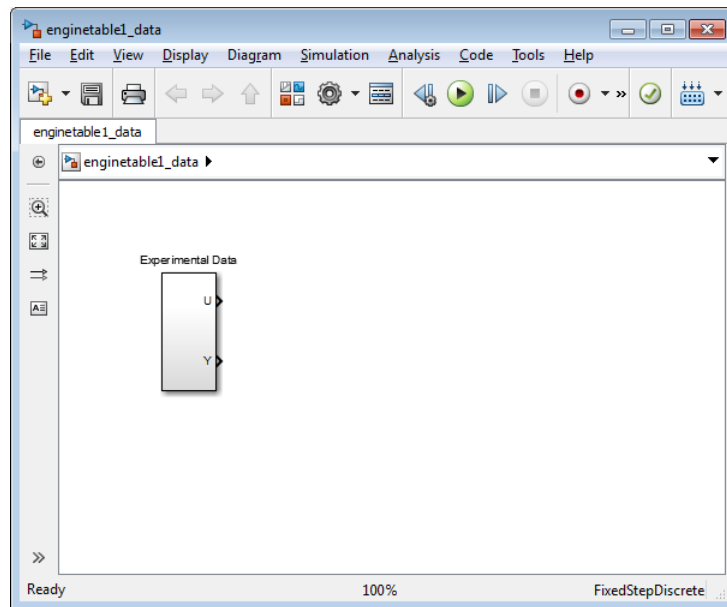 enginetable1_data
File Edit View Display Diagram Simulation Analysis Code Tools Help
enginetable1_data
enginetable1_data
Experimental Data
U
Y
Ready 100% FixedStepDiscrete